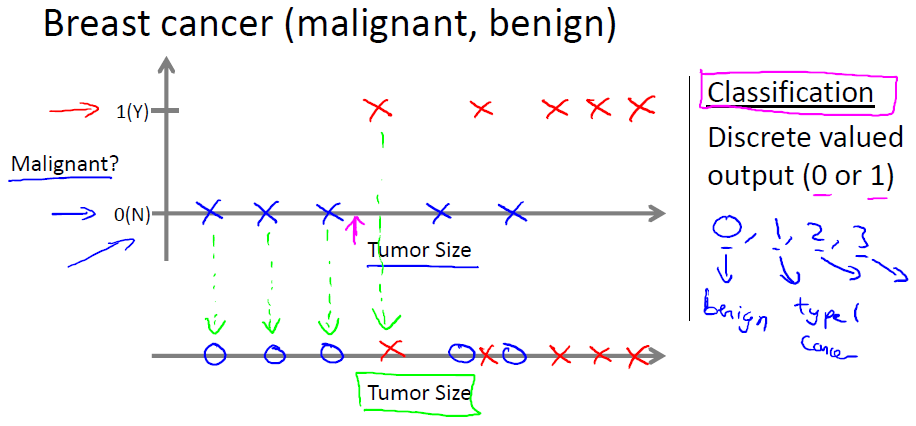 Breast cancer (malignant, benign)
1(Y)
Malignant?
0(N)
Tumor Size
Tumor Size
Classification
Discrete valued
output (0 or 1)
0, 1, 2, 3
benign type 1
cancer